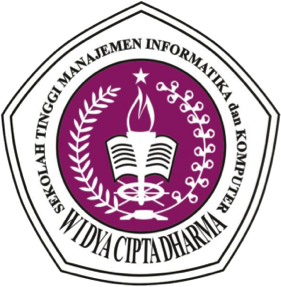 SEKOLAH TINGGI MANAJEMEN INFORMATIKA dan KOMPUTER
WIDYA CIPTA DHARMA